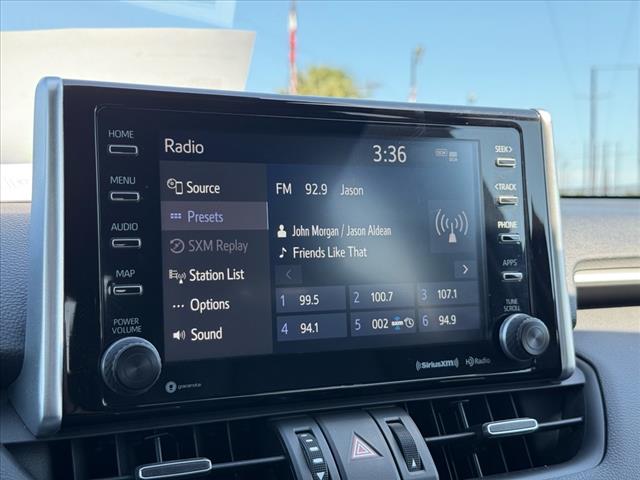 HOME
MENU
AUDIO
MAP
POWER
VOLUME
Radio
3:36
Source
Presets
SXM Replay
Station List
Options
Sound
FM 92.9 Jason
John Morgan / Jason Aldean
Friends Like That
1 99.5
2 100.7
3 107.1
4 94.1
5 002 SXM
6 94.9
SEEK>
<TRACK
PHONE
APPS
TUNE
SCROLL
gracenote
SiriusXM
HD Radio